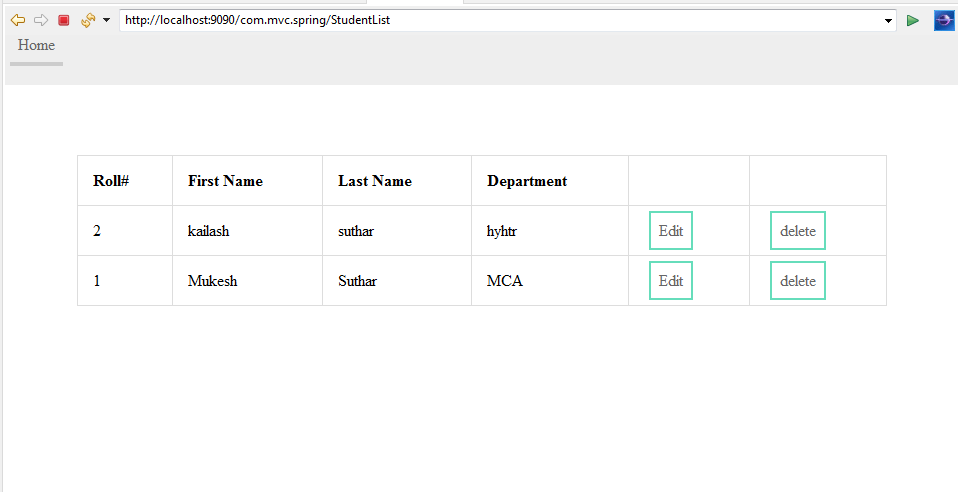 http://localhost:9090/com.mvc.spring/StudentList
Home
Roll# First Name Last Name Department
2 kailash suthar hyhtr Edit delete
1 Mukesh Suthar MCA Edit delete